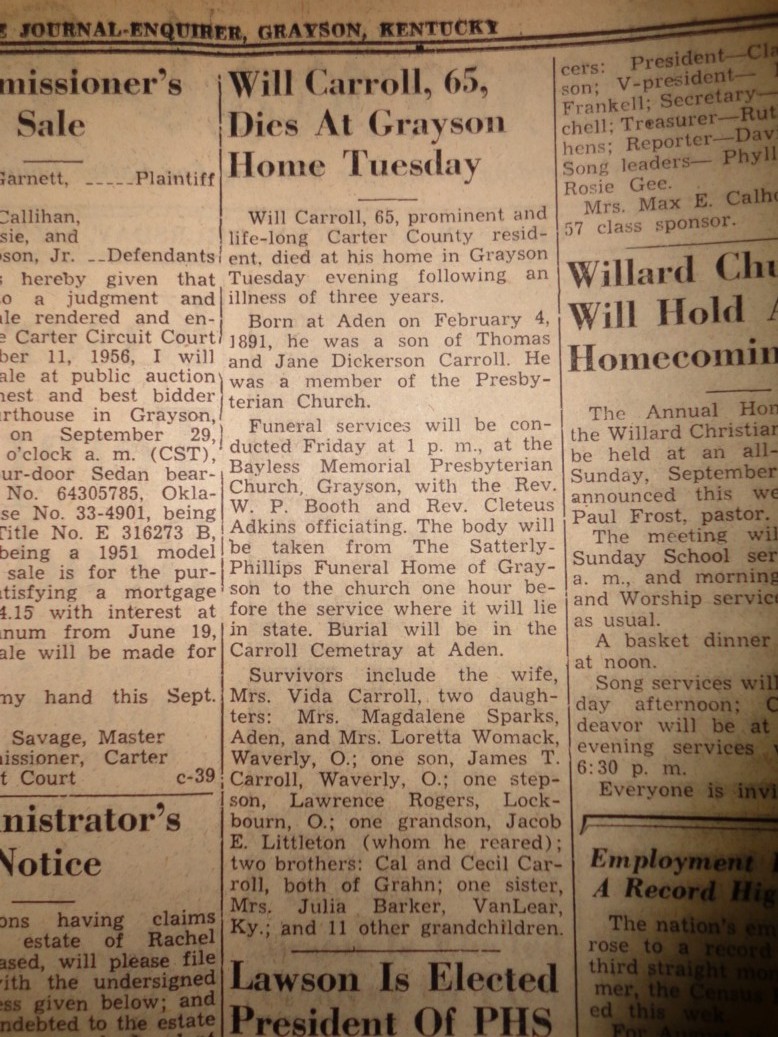 JOURNAL-ENQUIRER, GRAYSON, KENTUCKY
missioner's
Sale
Garnett, _____Plaintiff
Callihan,
sie, and
son, Jr. __Defendants
hereby given that
a judgment and
ale rendered and en-
Carter Circuit Court
ber 11, 1956, I will
ale at public auction
hest and best bidder
rthouse in Grayson,
on September 29,
o'clock a. m. (CST),
ur-door Sedan bear-
No. 64305785, Okla-
se No. 33-4901, being
Title No. E 316273 B,
being a 1951 model
sale is for the pur-
tisfying a mortgage
4.15 with interest at
nnum from June 19,
ale will be made for
my hand this Sept.
Savage, Master
missioner, Carter
t Court c-39
nistrator's
Notice
ons having claims
estate of Rachel
ased, will please file
with the undersigned
ess given below; and
ndebted to the estate
Will Carroll, 65,
Dies At Grayson
Home Tuesday
Will Carroll, 65, prominent and
life-long Carter County resid-
ent, died at his home in Grayson
Tuesday evening following an
illness of three years.
Born at Aden on February 4,
1891, he was a son of Thomas
and Jane Dickerson Carroll. He
was a member of the Presby-
terian Church.
Funeral services will be con-
ducted Friday at 1 p. m., at the
Bayless Memorial Presbyterian
Church, Grayson, with the Rev.
W. P. Booth and Rev. Cleteus
Adkins officiating. The body will
be taken from The Satterly-
Phillips Funeral Home of Gray-
son to the church one hour be-
fore the service where it will lie
in state. Burial will be in the
Carroll Cemetray at Aden.
Survivors include the wife,
Mrs. Vida Carroll, two daugh-
ters: Mrs. Magdalene Sparks,
Aden, and Mrs. Loretta Womack,
Waverly, O.; one son, James T.
Carroll, Waverly, O.; one step-
son, Lawrence Rogers, Lock-
bourn, O.; one grandson, Jacob
E. Littleton (whom he reared);
two brothers: Cal and Cecil Car-
roll, both of Grahn; one sister,
Mrs. Julia Barker, VanLear,
Ky.; and 11 other grandchildren.
Lawson Is Elected
President Of PHS
cers: President—Cla
son; V-president—
Frankell; Secretary—
chell; Treasurer—Rut
hens; Reporter—Dav
Song leaders— Phyll
Rosie Gee.
Mrs. Max E. Calho
57 class sponsor.
Willard Chu
Will Hold A
Homecomin
The Annual Hom
the Willard Christian
be held at an all-
Sunday, September
announced this we
Paul Frost, pastor.
The meeting wil
Sunday School ser
a. m., and morning
and Worship service
as usual.
A basket dinner
at noon.
Song services will
day afternoon; C
deavor will be at
evening services
6:30 p. m.
Everyone is invi
Employment
A Record Hig
The nation's em
rose to a record
third straight mo
mer, the Census
ed this week
For Augus